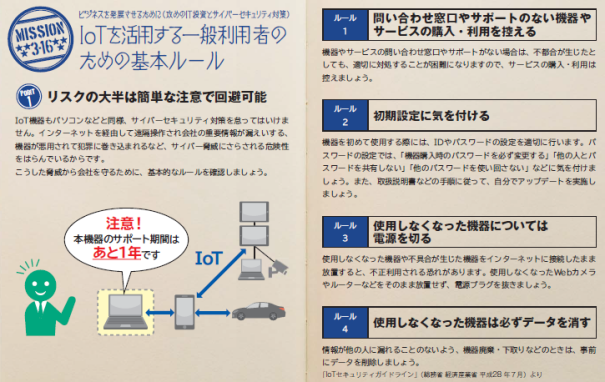 MISSION
3-16
ビジネスを発展させるために(攻めのIT投資とサイバーセキュリティ対策)
IoTを活用する一般利用者の
ための基本ルール
POINT
1
リスクの大半は簡単な注意で回避可能
IoT機器もパソコンなどと同様、サイバーセキュリティ対策を怠ってはいけま
せん。インターネットを経由して遠隔操作され会社の重要情報が漏えいする、
機器が悪用されて犯罪に巻き込まれるなど、サイバー脅威にさらされる危険性
をはらんでいるからです。
こうした脅威から会社を守るために、基本的なルールを確認しましょう。
注意!
本機器のサポート期間は
あと1年です
IoT
ルール
1
問い合わせ窓口やサポートのない機器や
サービスの購入・利用を控える
機器やサービスの問い合わせ窓口やサポートがない場合は、不都合が生じたと
しても、適切に対処することが困難になりますので、サービスの購入・利用は
控えましょう。
ルール
2
初期設定に気を付ける
機器を初めて使用する際には、IDやパスワードの設定を適切に行います。パ
スワードの設定では、「機器購入時のパスワードを必ず変更する」「他の人とパ
スワードを共有しない」「他のパスワードを使い回さない」などに気を付けま
しょう。また、取扱説明書などの手順に従って、自分でアップデートを実施し
ましょう。
ルール
3
使用しなくなった機器については
電源を切る
使用しなくなった機器や不具合が生じた機器をインターネットに接続したまま
放置すると、不正利用される恐れがあります。使用しなくなったWebカメラ
やルーターなどをそのまま放置せず、電源プラグを抜きましょう。
ルール
4
使用しなくなった機器は必ずデータを消す
情報が他の人に漏れることのないよう、機器廃棄・下取りなどのときは、事前
にデータを削除しましょう。
「IoTセキュリティガイドライン」(総務省 経済産業省 平成28年7月)より